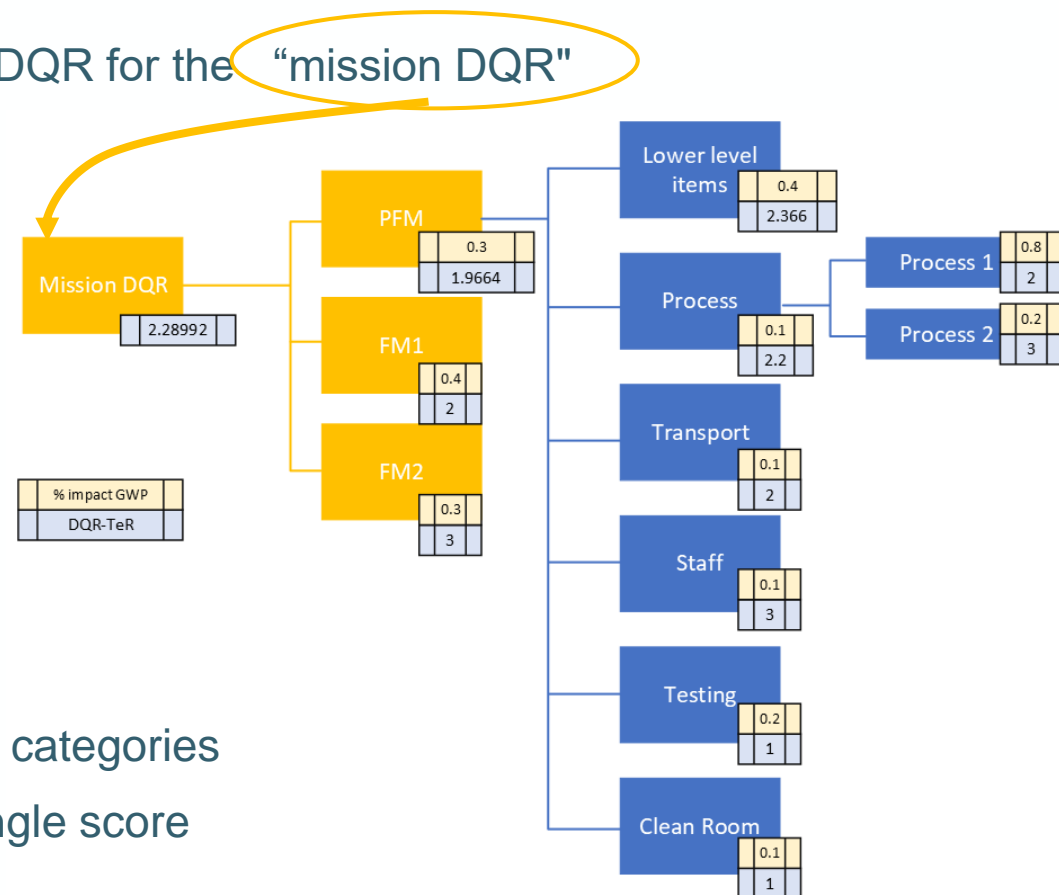 DQR for the “mission DQR"
Lower level
items
0.4
2.366
PFM
0.3
1.9664
Process 1
0.8
2
Mission DQR
2.28992
Process
0.1
2.2
Process 2
0.2
3
FM1
0.4
2
Transport
0.1
2
FM2
0.3
3
% impact GWP
DQR-TeR
Staff
0.1
3
Testing
0.2
1
categories
ngle score
Clean Room
0.1
1